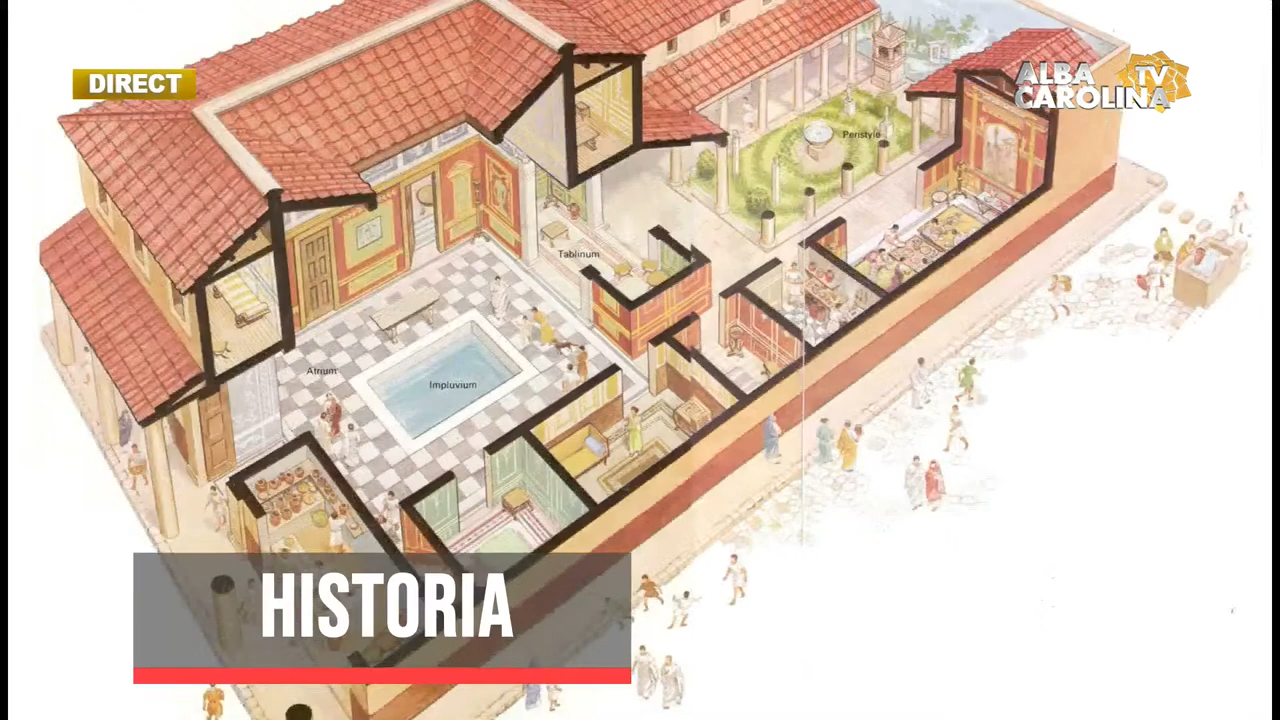 DIRECT
ALBA
CAROLINA
TV
Peristyle
Tablinum
Atrium
Impluvium
HISTORIA